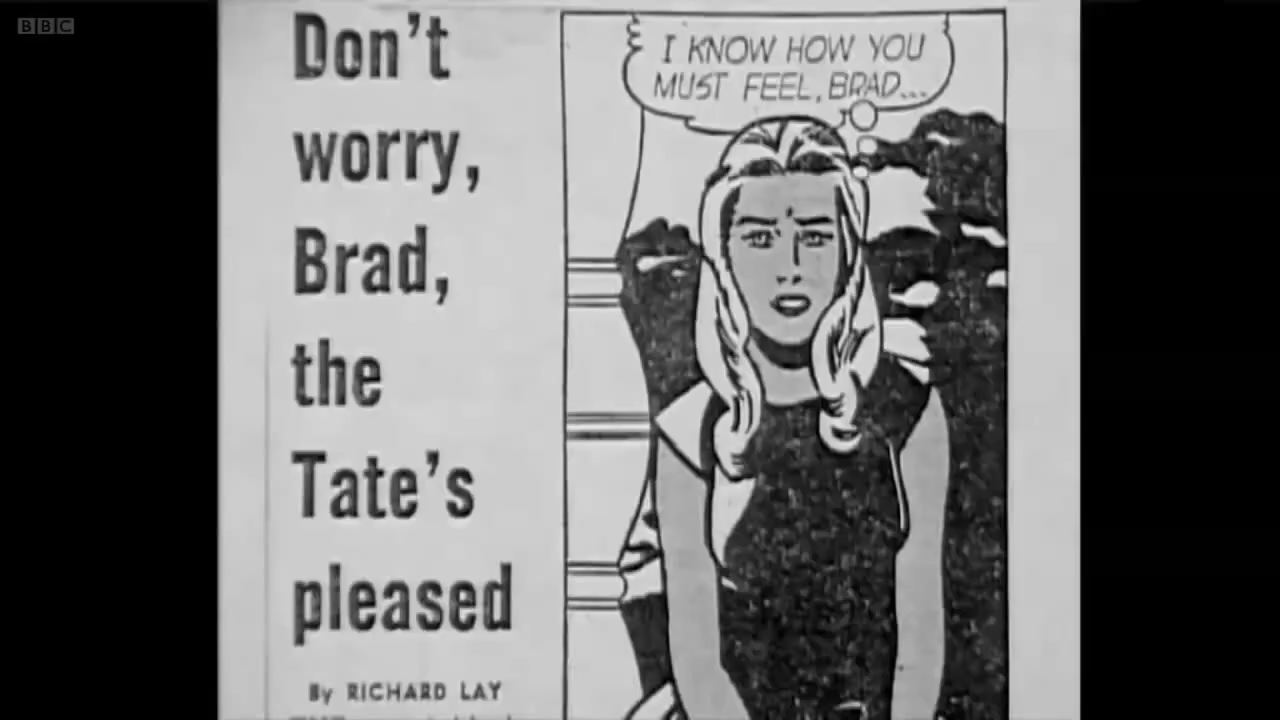 BBC
Don't
worry,
Brad,
the
Tate's
pleased
By RICHARD LAY
I KNOW HOW YOU
MUST FEEL, BRAD...